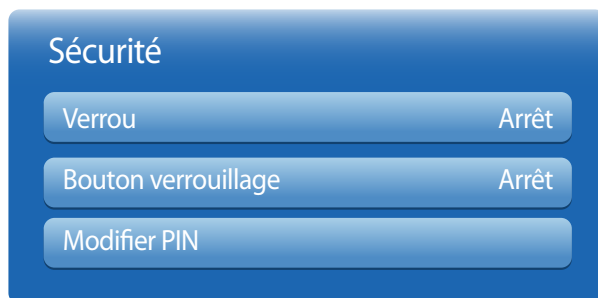 Sécurité
Verrou Arrêt
Bouton verrouillage Arrêt
Modifier PIN